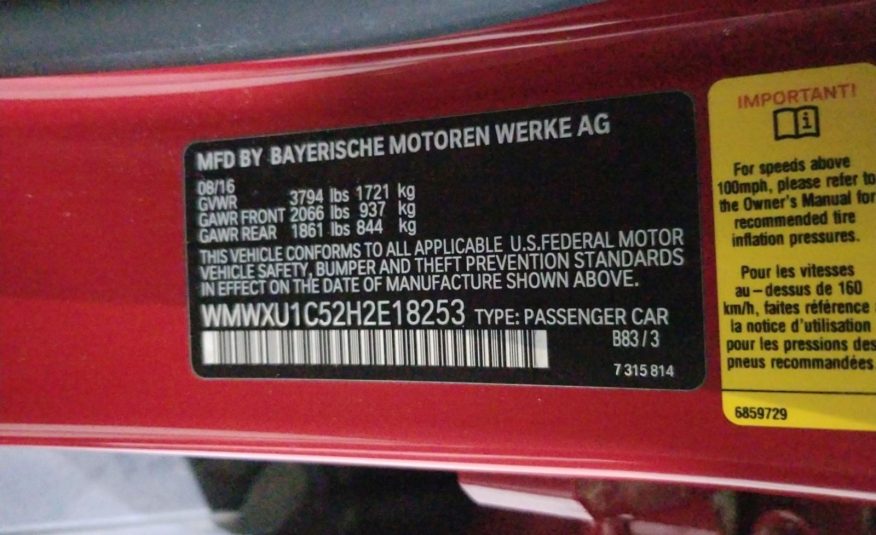 MFD BY BAYERISCHE MOTOREN WERKE AG
08/16
GVWR 3794 lbs 1721 kg
GAWR FRONT 2066 lbs 937 kg
GAWR REAR 1861 lbs 844 kg
THIS VEHICLE CONFORMS TO ALL APPLICABLE U.S.FEDERAL MOTOR
VEHICLE SAFETY, BUMPER AND THEFT PREVENTION STANDARDS
IN EFFECT ON THE DATE OF MANUFACTURE SHOWN ABOVE.
WMWXU1C52H2E18253 TYPE: PASSENGER CAR
B83 / 3
7 315 814
IMPORTANT!
i
For speeds above
100mph, please refer to
the Owner's Manual for
recommended tire
inflation pressures.
Pour les vitesses
au-dessus de 160
km/h, faites référence
la notice d'utilisation
pour les pressions des
pneus recommandées
6859729